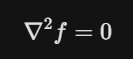 ∇²f = 0